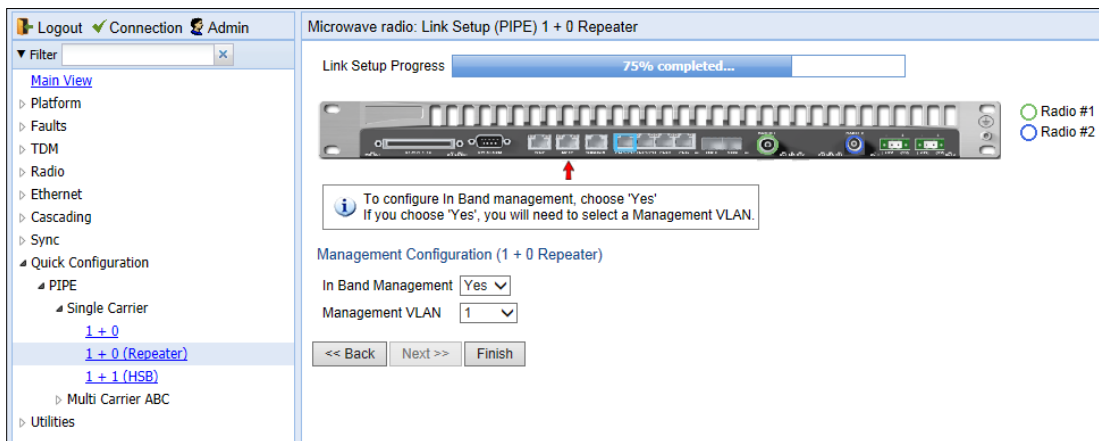 Logout Connection Admin
Microwave radio: Link Setup (PIPE) 1 + 0 Repeater
Filter
Main View
Platform
Faults
TDM
Radio
Ethernet
Cascading
Sync
Quick Configuration
PIPE
Single Carrier
1 + 0
1 + 0 (Repeater)
1 + 1 (HSB)
Multi Carrier ABC
Utilities
Link Setup Progress 75% completed...
Radio #1
Radio #2
To configure In Band management, choose 'Yes'
If you choose 'Yes', you will need to select a Management VLAN.
Management Configuration (1 + 0 Repeater)
In Band Management Yes
Management VLAN 1
<< Back Next >> Finish